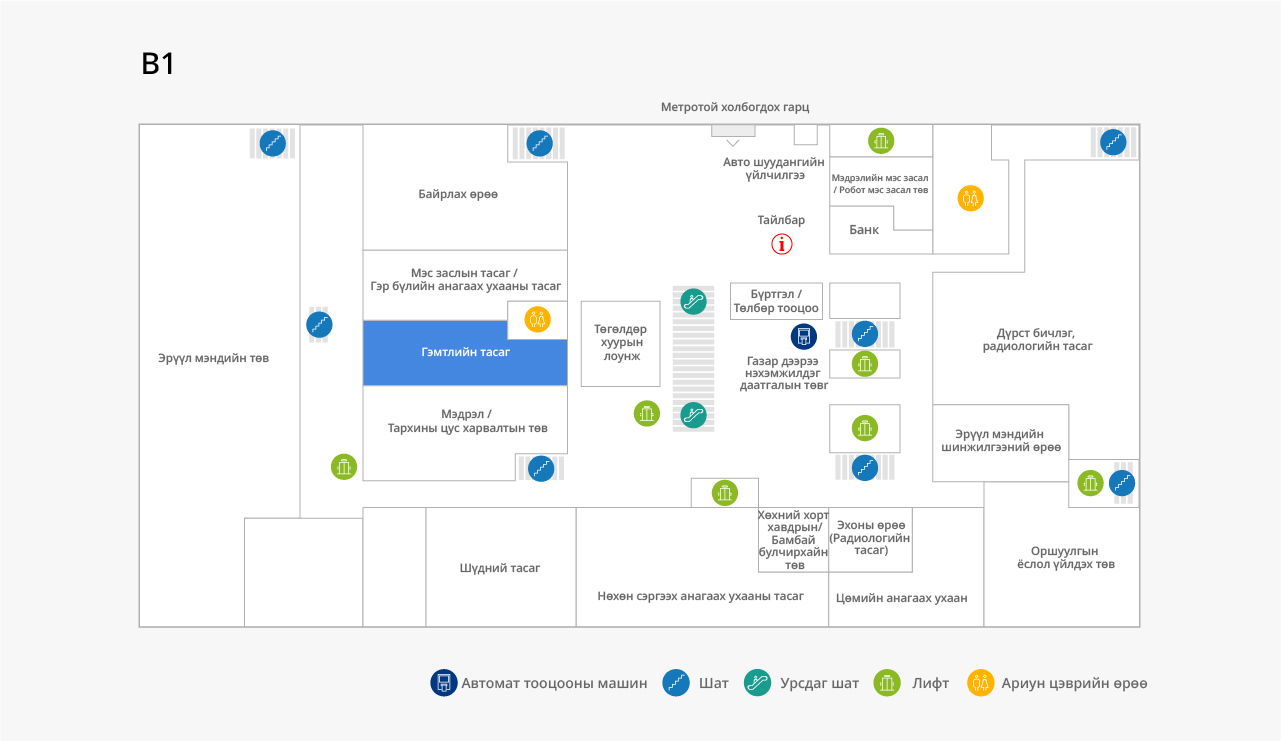 B1
Метротой холбогдох гарц
Авто шуудангийн
үйлчилгээ
Мэдрэлийн мэс засал
/ Робот мэс засал төв
Байрлах өрөө
Тайлбар
Банк
Мэс заслын тасаг /
Гэр бүлийн анагаах ухааны тасаг
Бүртгэл /
Төлбөр тооцоо
Төгөлдөр
хуурын
лоунж
Дүрст бичлэг,
радиологийн тасаг
Эрүүл мэндийн төв
Гэмтлийн тасаг
Газар дээрээ
нэхэмжилдэг
даатгалын төвг
Мэдрэл /
Тархины цус харвалтын төв
Эрүүл мэндийн
шинжилгээний өрөө
Хөхний хорт
хавдрын/
Бамбай
булчирхайн
төв
Эхоны өрөө
(Радиологийн
тасаг)
Оршуулгын
ёслол үйлдэх төв
Шүдний тасаг
Нөхөн сэргээх анагаах ухааны тасаг
Цөмийн анагаах ухаан
Автомат тооцооны машин
Шат
Урсдаг шат
Лифт
Ариун цэврийн өрөө